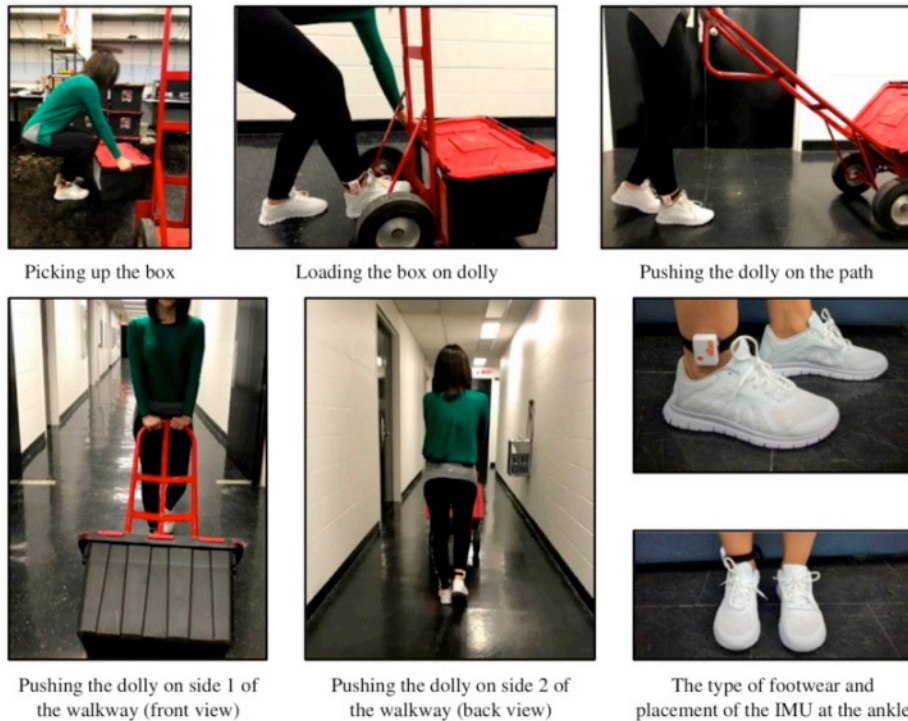 Picking up the box
Loading the box on dolly
Pushing the dolly on the path
Pushing the dolly on side 1 of
the walkway (front view)
Pushing the dolly on side 2 of
the walkway (back view)
The type of footwear and
placement of the IMU at the ankle